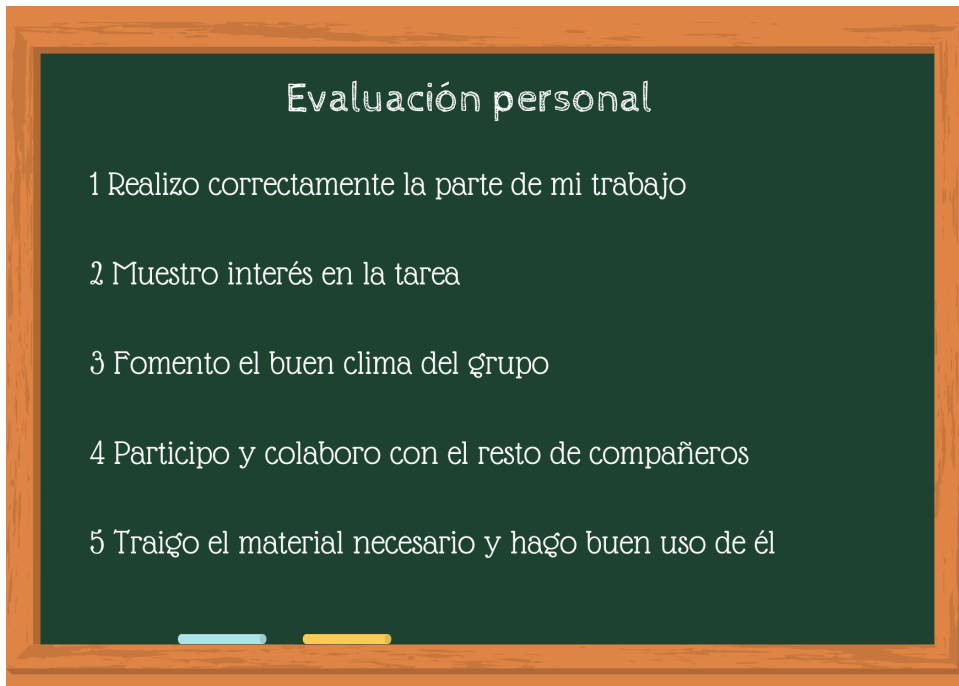 Evaluación personal
1 Realizo correctamente la parte de mi trabajo
2 Muestro interés en la tarea
3 Fomento el buen clima del grupo
4 Participo y colaboro con el resto de compañeros
5 Traigo el material necesario y hago buen uso de él